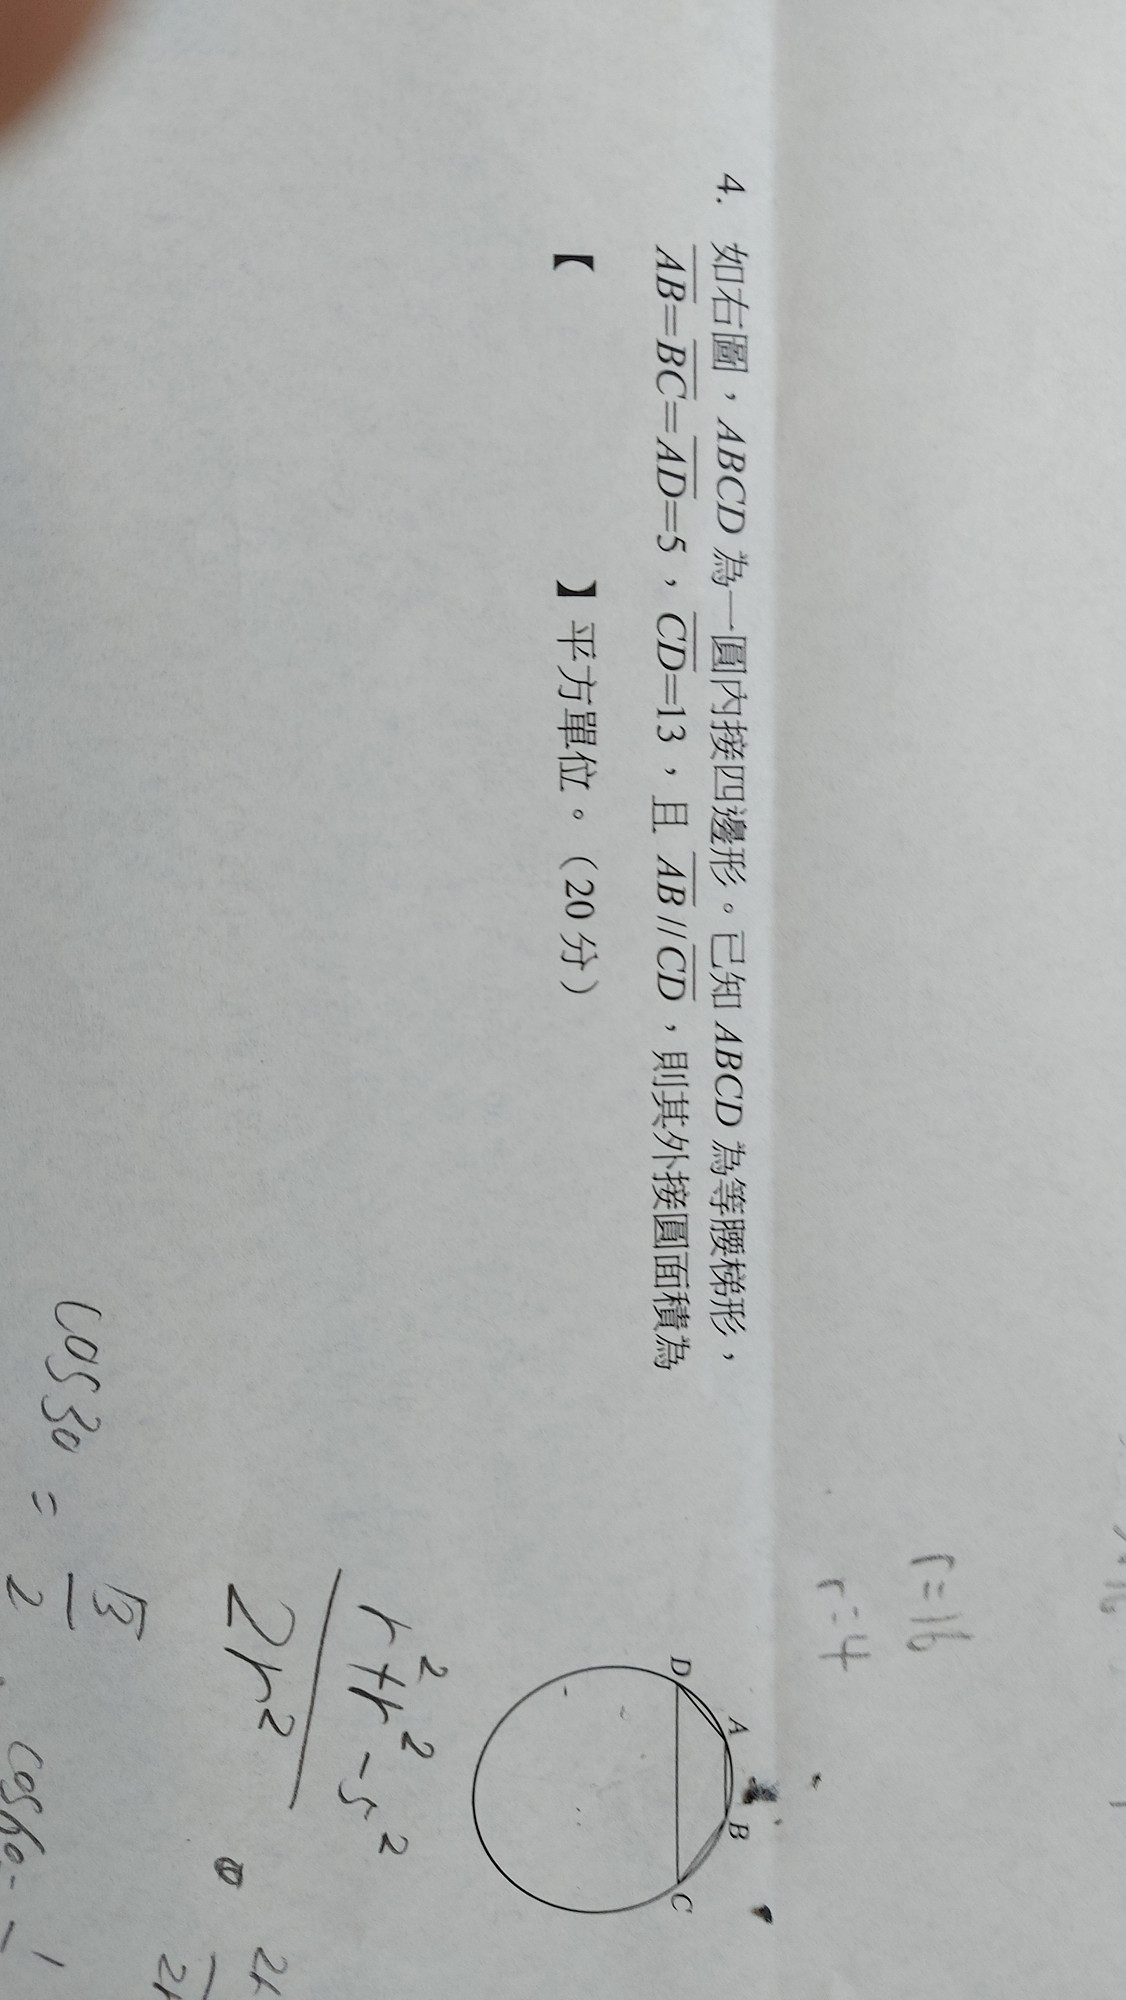 4. 如右圖，ABCD 為一圓內接四邊形。已知 ABCD 為等腰梯形，
AB=BC=AD=5，CD=13，且 AB//CD，則其外接圓面積為
【 】平方單位。（20 分）
r=16
r=4
D
A
B
C
r²+r²-5²
2r²
cos30 = √3/2
cos60=
2r
2r